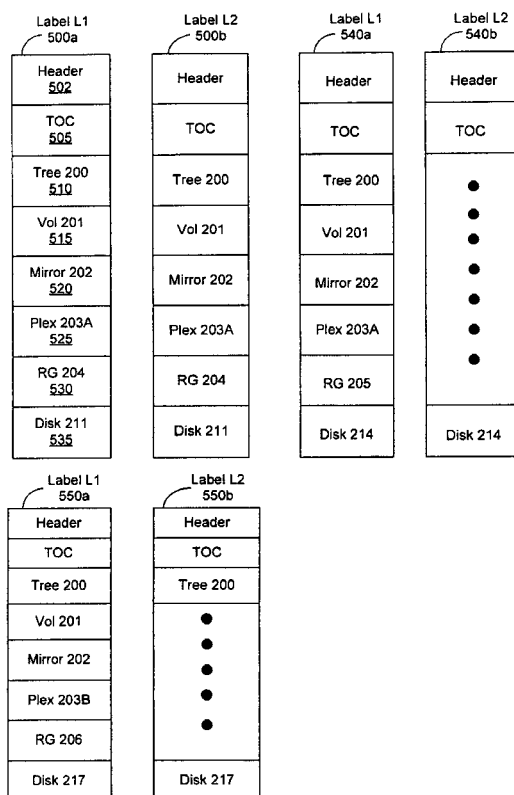 Label L1
500a
Header
502
TOC
505
Tree 200
510
Vol 201
515
Mirror 202
520
Plex 203A
525
RG 204
530
Disk 211
535
Label L2
500b
Header
TOC
Tree 200
Vol 201
Mirror 202
Plex 203A
RG 204
Disk 211
Label L1
540a
Header
TOC
Tree 200
Vol 201
Mirror 202
Plex 203A
RG 205
Disk 214
Label L2
540b
Header
TOC
Disk 214
Label L1
550a
Header
TOC
Tree 200
Vol 201
Mirror 202
Plex 203B
RG 206
Disk 217
Label L2
550b
Header
TOC
Tree 200
Disk 217